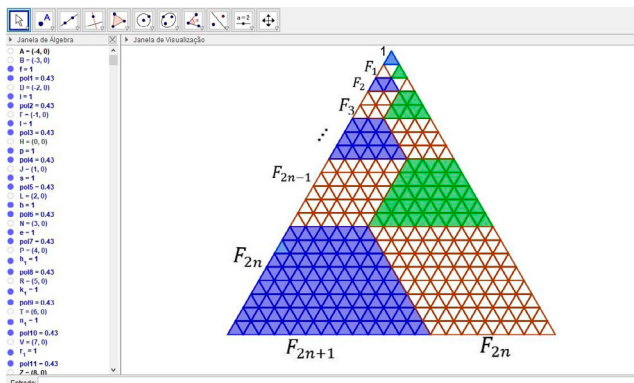 a=2
Janela de Álgebra
Janela de Visualização
A = (-4, 0)
B = (-3, 0)
f = 1
pol1 = 0.43
D = (-2, 0)
i = 1
pol2 = 0.43
F = (-1, 0)
l = 1
pol3 = 0.43
H = (0, 0)
p = 1
pol4 = 0.43
J = (1, 0)
s = 1
pol5 = 0.43
L = (2, 0)
b = 1
pol6 = 0.43
N = (3, 0)
e = 1
pol7 = 0.43
P = (4, 0)
h₁ = 1
pol8 = 0.43
R = (5, 0)
k₁ = 1
pol9 = 0.43
T = (6, 0)
n₁ = 1
pol10 = 0.43
V = (7, 0)
r₁ = 1
pol11 = 0.43
Z = (8, 0)
Entrada
1
F₁
F₂
F₃
⋰
F₂ₙ₋₁
F₂ₙ
F₂ₙ₊₁
F₂ₙ